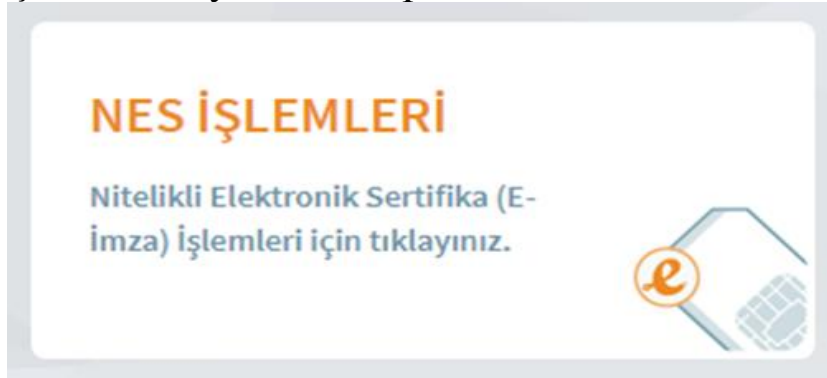 NES İŞLEMLERİ
Nitelikli Elektronik Sertifika (E-
İmza) İşlemleri için tıklayınız.
e